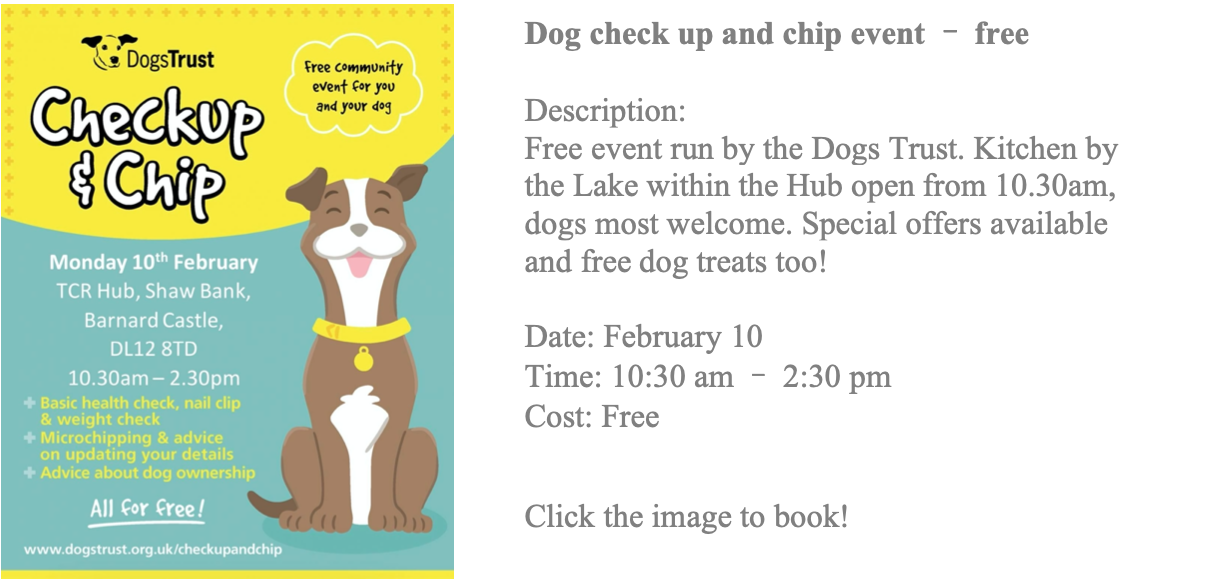 DogsTrust
Free community
event for you
and your dog
Checkup
& Chip
Monday 10th February
TCR Hub, Shaw Bank,
Barnard Castle,
DL12 8TD
10.30am – 2.30pm
+ Basic health check, nail clip
& weight check
+ Microchipping & advice
on updating your details
+ Advice about dog ownership
All for free!
www.dogstrust.org.uk/checkupandchip
Dog check up and chip event – free
Description:
Free event run by the Dogs Trust. Kitchen by
the Lake within the Hub open from 10.30am,
dogs most welcome. Special offers available
and free dog treats too!
Date: February 10
Time: 10:30 am – 2:30 pm
Cost: Free
Click the image to book!